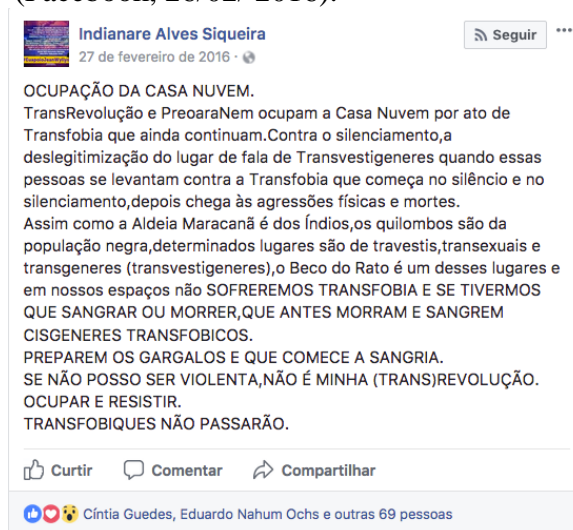 (Facebook, 28/02/ 2016).
Indianare Alves Siqueira
Seguir
27 de fevereiro de 2016 ·
OCUPAÇÃO DA CASA NUVEM.
TransRevolução e PreoaraNem ocupam a Casa Nuvem por ato de
Transfobia que ainda continuam.Contra o silenciamento,a
deslegitimização do lugar de fala de Transvestigeneres quando essas
pessoas se levantam contra a Transfobia que começa no silêncio e no
silenciamento,depois chega às agressões físicas e mortes.
Assim como a Aldeia Maracanã é dos Índios,os quilombos são da
população negra,determinados lugares são de travestis,transexuais e
transgeneres (transvestigeneres),o Beco do Rato é um desses lugares e
em nossos espaços não SOFREREMOS TRANSFOBIA E SE TIVERMOS
QUE SANGRAR OU MORRER,QUE ANTES MORRAM E SANGREM
CISGENERES TRANSFOBICOS.
PREPAREM OS GARGALOS E QUE COMECE A SANGRIA.
SE NÃO POSSO SER VIOLENTA,NÃO É MINHA (TRANS)REVOLUÇÃO.
OCUPAR E RESISTIR.
TRANSFOBIQUES NÃO PASSARÃO.
Curtir Comentar Compartilhar
Cíntia Guedes, Eduardo Nahum Ochs e outras 69 pessoas